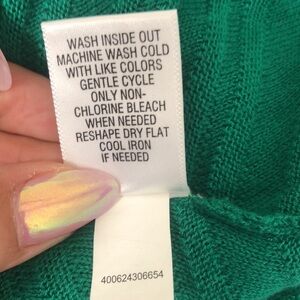 WASH INSIDE OUT
MACHINE WASH COLD
WITH LIKE COLORS
GENTLE CYCLE
ONLY NON-
CHLORINE BLEACH
WHEN NEEDED
RESHAPE DRY FLAT
COOL IRON
IF NEEDED
400624306654